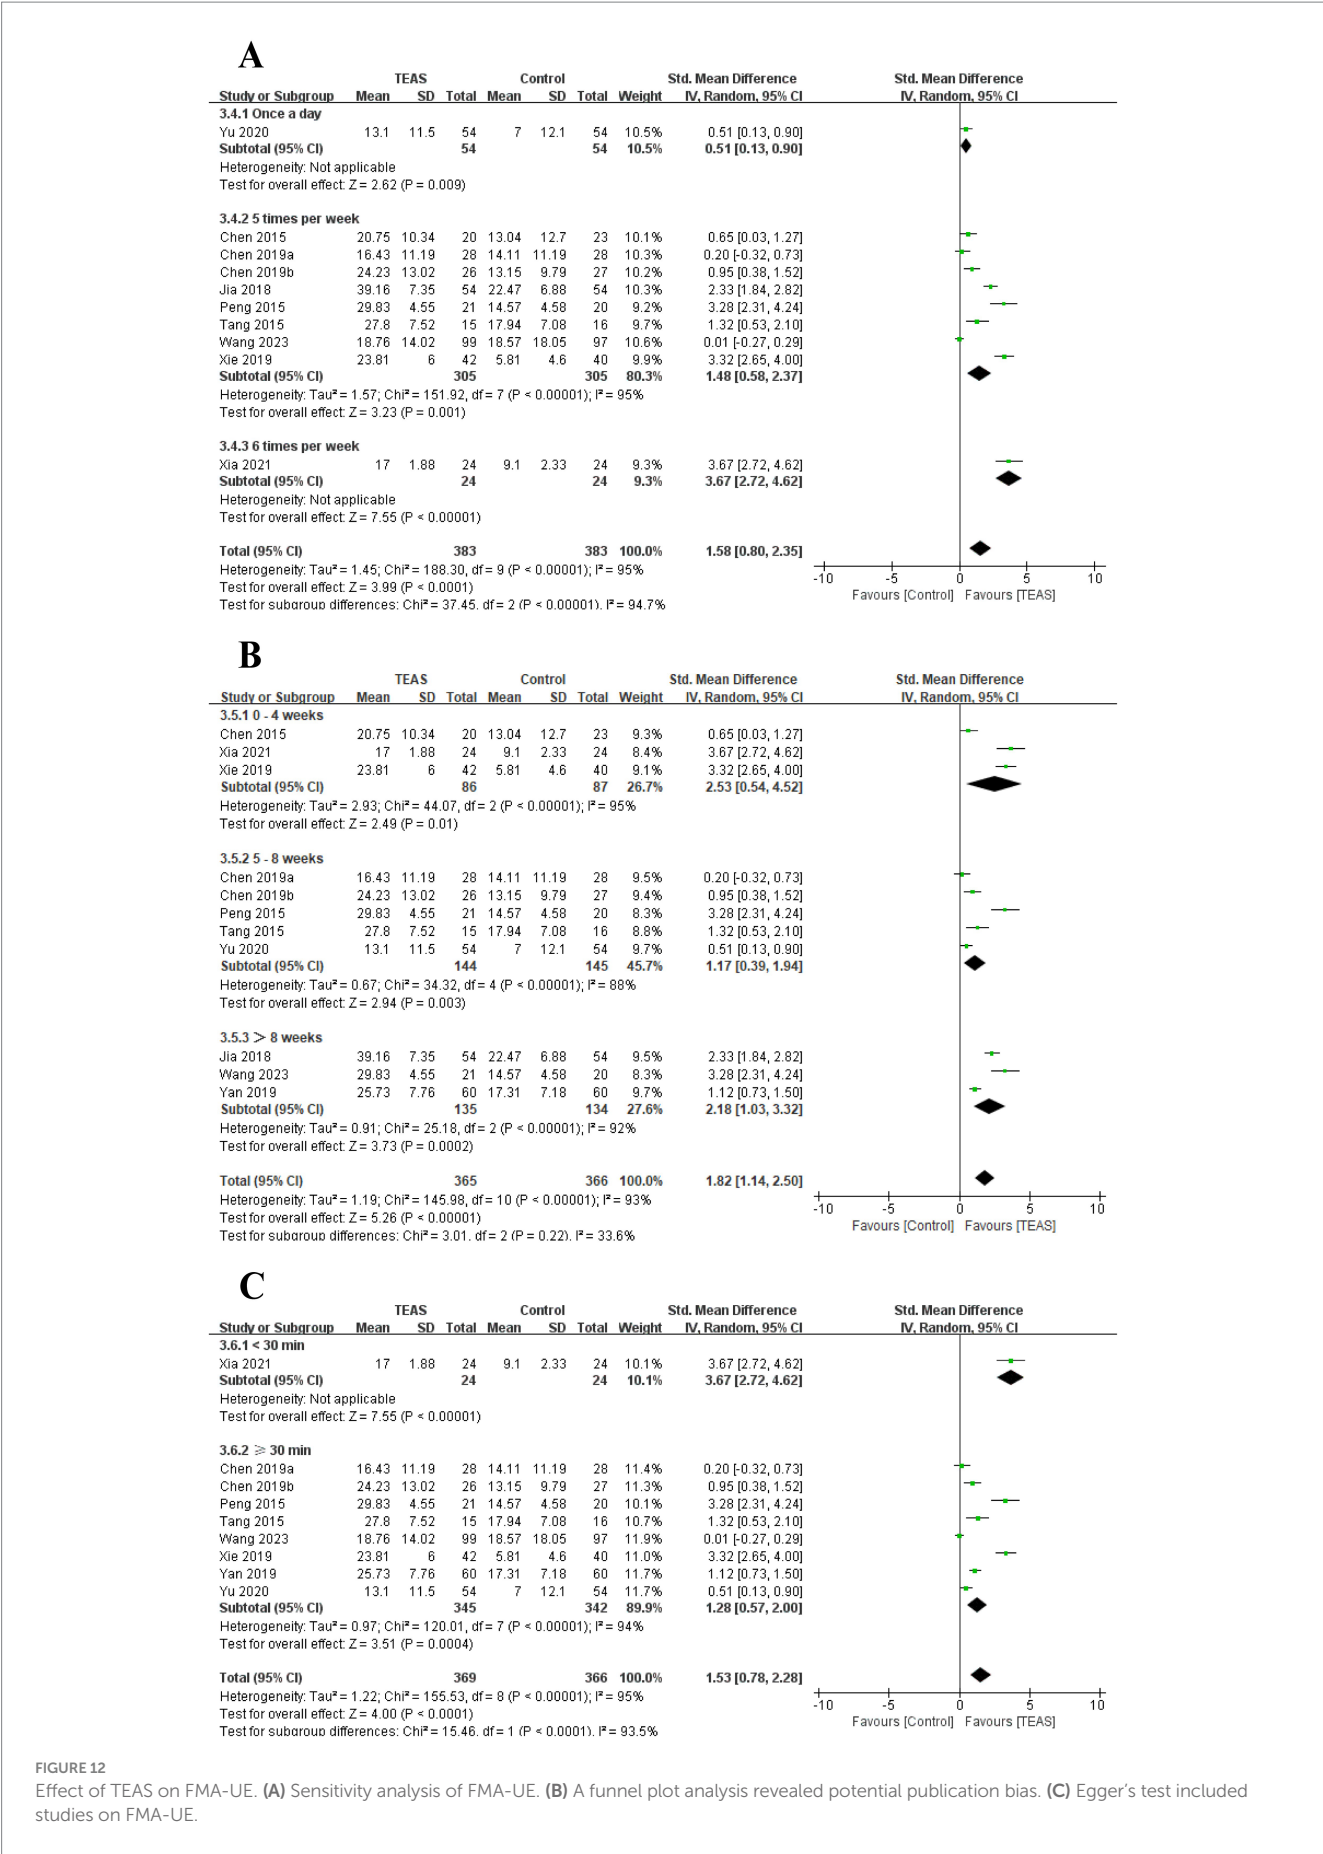 A
TEAS Control Std. Mean Difference Std. Mean Difference
Study or Subgroup Mean SD Total Mean SD Total Weight IV, Random, 95% CI IV, Random, 95% CI
3.4.1 Once a day
Yu 2020 13.1 11.5 54 7 12.1 54 10.5% 0.51 [0.13, 0.90]
Subtotal (95% CI) 54 54 10.5% 0.51 [0.13, 0.90]
Heterogeneity: Not applicable
Test for overall effect: Z = 2.62 (P = 0.009)
3.4.2 5 times per week
Chen 2015 20.75 10.34 20 13.04 12.7 23 10.1% 0.65 [0.03, 1.27]
Chen 2019a 16.43 11.19 28 14.11 11.19 28 10.3% 0.20 [-0.32, 0.73]
Chen 2019b 24.23 13.02 26 13.15 9.79 27 10.2% 0.95 [0.38, 1.52]
Jia 2018 39.16 7.35 54 22.47 6.88 54 10.3% 2.33 [1.84, 2.82]
Peng 2015 29.83 4.55 21 14.57 4.58 20 9.2% 3.28 [2.31, 4.24]
Tang 2015 27.8 7.52 15 17.94 7.08 16 9.7% 1.32 [0.53, 2.10]
Wang 2023 18.76 14.02 99 18.57 18.05 97 10.6% 0.01 [-0.27, 0.29]
Xie 2019 23.81 6 42 5.81 4.6 40 9.9% 3.32 [2.65, 4.00]
Subtotal (95% CI) 305 305 80.3% 1.48 [0.58, 2.37]
Heterogeneity: Tau² = 1.57; Chi² = 151.92, df = 7 (P < 0.00001); I² = 95%
Test for overall effect: Z = 3.23 (P = 0.001)
3.4.3 6 times per week
Xia 2021 17 1.88 24 9.1 2.33 24 9.3% 3.67 [2.72, 4.62]
Subtotal (95% CI) 24 24 9.3% 3.67 [2.72, 4.62]
Heterogeneity: Not applicable
Test for overall effect: Z = 7.55 (P < 0.00001)
Total (95% CI) 383 383 100.0% 1.58 [0.80, 2.35]
Heterogeneity: Tau² = 1.45; Chi² = 188.30, df = 9 (P < 0.00001); I² = 95%
Test for overall effect: Z = 3.99 (P < 0.0001)
Test for subgroup differences: Chi² = 37.45, df = 2 (P < 0.00001), I² = 94.7%
-10 -5 0 5 10
Favours [Control] Favours [TEAS]
B
TEAS Control Std. Mean Difference Std. Mean Difference
Study or Subgroup Mean SD Total Mean SD Total Weight IV, Random, 95% CI IV, Random, 95% CI
3.5.1 0 - 4 weeks
Chen 2015 20.75 10.34 20 13.04 12.7 23 9.3% 0.65 [0.03, 1.27]
Xia 2021 17 1.88 24 9.1 2.33 24 8.4% 3.67 [2.72, 4.62]
Xie 2019 23.81 6 42 5.81 4.6 40 9.1% 3.32 [2.65, 4.00]
Subtotal (95% CI) 86 87 26.7% 2.53 [0.54, 4.52]
Heterogeneity: Tau² = 2.93; Chi² = 44.07, df = 2 (P < 0.00001); I² = 95%
Test for overall effect: Z = 2.49 (P = 0.01)
3.5.2 5 - 8 weeks
Chen 2019a 16.43 11.19 28 14.11 11.19 28 9.5% 0.20 [-0.32, 0.73]
Chen 2019b 24.23 13.02 26 13.15 9.79 27 9.4% 0.95 [0.38, 1.52]
Peng 2015 29.83 4.55 21 14.57 4.58 20 8.3% 3.28 [2.31, 4.24]
Tang 2015 27.8 7.52 15 17.94 7.08 16 8.8% 1.32 [0.53, 2.10]
Yu 2020 13.1 11.5 54 7 12.1 54 9.7% 0.51 [0.13, 0.90]
Subtotal (95% CI) 144 145 45.7% 1.17 [0.39, 1.94]
Heterogeneity: Tau² = 0.67; Chi² = 34.32, df = 4 (P < 0.00001); I² = 88%
Test for overall effect: Z = 2.94 (P = 0.003)
3.5.3 ＞ 8 weeks
Jia 2018 39.16 7.35 54 22.47 6.88 54 9.5% 2.33 [1.84, 2.82]
Wang 2023 29.83 4.55 21 14.57 4.58 20 8.3% 3.28 [2.31, 4.24]
Yan 2019 25.73 7.76 60 17.31 7.18 60 9.7% 1.12 [0.73, 1.50]
Subtotal (95% CI) 135 134 27.6% 2.18 [1.03, 3.32]
Heterogeneity: Tau² = 0.91; Chi² = 25.18, df = 2 (P < 0.00001); I² = 92%
Test for overall effect: Z = 3.73 (P = 0.0002)
Total (95% CI) 365 366 100.0% 1.82 [1.14, 2.50]
Heterogeneity: Tau² = 1.19; Chi² = 145.98, df = 10 (P < 0.00001); I² = 93%
Test for overall effect: Z = 5.26 (P < 0.00001)
Test for subgroup differences: Chi² = 3.01, df = 2 (P = 0.22), I² = 33.6%
-10 -5 0 5 10
Favours [Control] Favours [TEAS]
C
TEAS Control Std. Mean Difference Std. Mean Difference
Study or Subgroup Mean SD Total Mean SD Total Weight IV, Random, 95% CI IV, Random, 95% CI
3.6.1 < 30 min
Xia 2021 17 1.88 24 9.1 2.33 24 10.1% 3.67 [2.72, 4.62]
Subtotal (95% CI) 24 24 10.1% 3.67 [2.72, 4.62]
Heterogeneity: Not applicable
Test for overall effect: Z = 7.55 (P < 0.00001)
3.6.2 ≥ 30 min
Chen 2019a 16.43 11.19 28 14.11 11.19 28 11.4% 0.20 [-0.32, 0.73]
Chen 2019b 24.23 13.02 26 13.15 9.79 27 11.3% 0.95 [0.38, 1.52]
Peng 2015 29.83 4.55 21 14.57 4.58 20 10.1% 3.28 [2.31, 4.24]
Tang 2015 27.8 7.52 15 17.94 7.08 16 10.7% 1.32 [0.53, 2.10]
Wang 2023 18.76 14.02 99 18.57 18.05 97 11.9% 0.01 [-0.27, 0.29]
Xie 2019 23.81 6 42 5.81 4.6 40 11.0% 3.32 [2.65, 4.00]
Yan 2019 25.73 7.76 60 17.31 7.18 60 11.7% 1.12 [0.73, 1.50]
Yu 2020 13.1 11.5 54 7 12.1 54 11.7% 0.51 [0.13, 0.90]
Subtotal (95% CI) 345 342 89.9% 1.28 [0.57, 2.00]
Heterogeneity: Tau² = 0.97; Chi² = 120.01, df = 7 (P < 0.00001); I² = 94%
Test for overall effect: Z = 3.51 (P = 0.0004)
Total (95% CI) 369 366 100.0% 1.53 [0.78, 2.28]
Heterogeneity: Tau² = 1.22; Chi² = 155.53, df = 8 (P < 0.00001); I² = 95%
Test for overall effect: Z = 4.00 (P < 0.0001)
Test for subgroup differences: Chi² = 15.46, df = 1 (P < 0.0001), I² = 93.5%
-10 -5 0 5 10
Favours [Control] Favours [TEAS]
FIGURE 12
Effect of TEAS on FMA-UE. (A) Sensitivity analysis of FMA-UE. (B) A funnel plot analysis revealed potential publication bias. (C) Egger's test included
studies on FMA-UE.